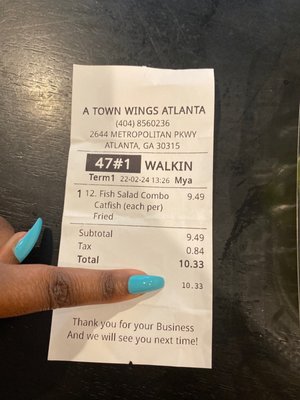 A TOWN WINGS ATLANTA
(404) 8560236
2644 METROPOLITAN PKWY
ATLANTA, GA 30315
47#1 WALKIN
Term1 22-02-24 13:26 Mya
1 12. Fish Salad Combo 9.49
Catfish (each per)
Fried
Subtotal 9.49
Tax 0.84
Total 10.33
10.33
Thank you for your Business
And we will see you next time!